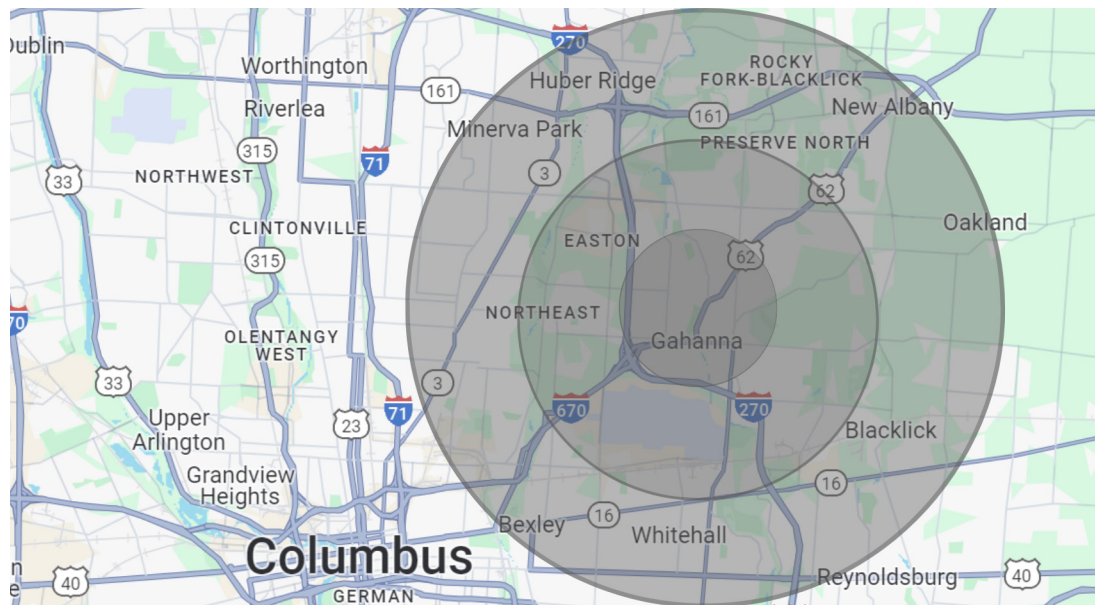 270
Dublin
ROCKY
FORK-BLACKLICK
Worthington
Huber Ridge
161
Riverlea
New Albany
161
Minerva Park
315
PRESERVE NORTH
71
3
NORTHWEST
33
62
CLINTONVILLE
Oakland
EASTON
315
62
NORTHEAST
70
OLENTANGY
WEST
Gahanna
33
3
71
670
270
Upper
Arlington
23
Blacklick
Grandview
Heights
16
16
Bexley
Whitehall
Columbus
40
Reynoldsburg
40
GERMAN